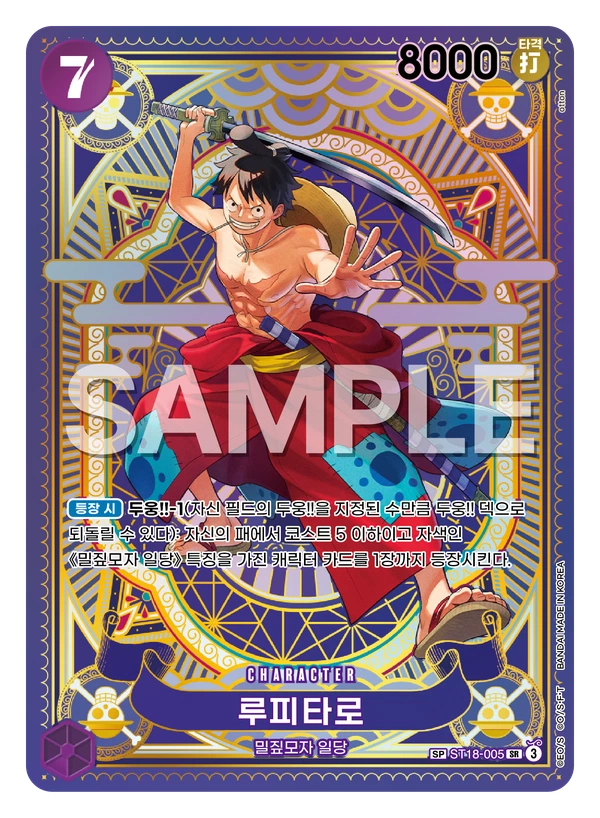 7
8000
타격
打
otton
SAMPLE
등장 시 두웅!!-1(자신 필드의 두웅!!을 지정된 수만큼 두웅!! 덱으로
되돌릴 수 있다): 자신의 패에서 코스트 5 이하이고 자색인
《밀짚모자 일당》 특징을 가진 캐릭터 카드를 1장까지 등장시킨다.
CHARACTER
루피타로
밀짚모자 일당
SP ST18-005 SR 3
©EO/S ©O/S·F·T BANDAI MADE IN KOREA